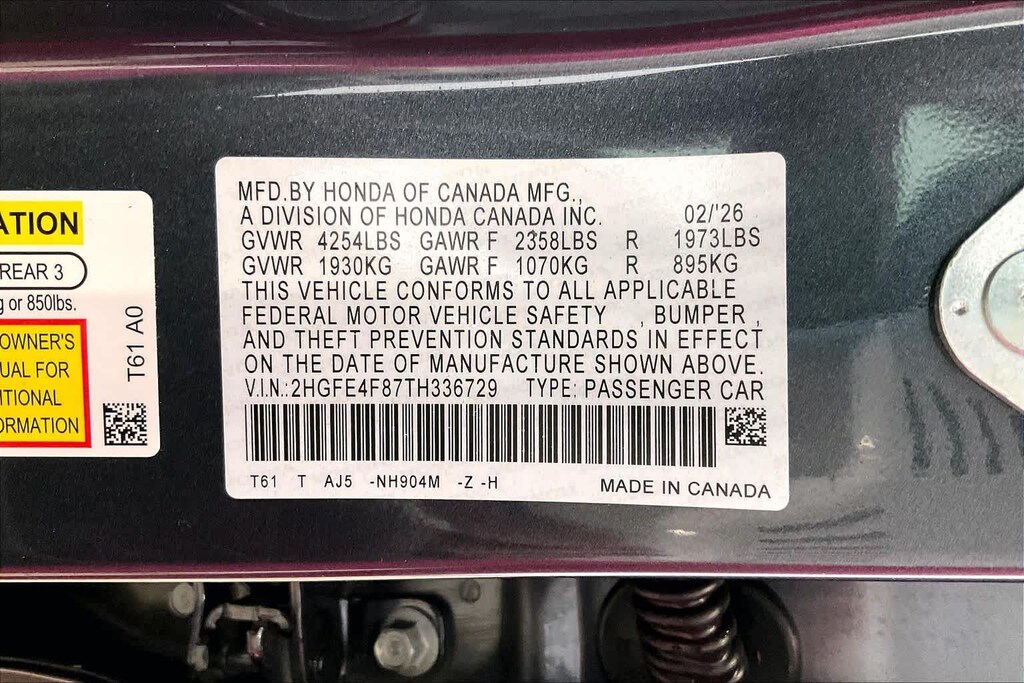 ATION
REAR 3
g or 850lbs.
OWNER'S
UAL FOR
ITIONAL
ORMATION
T61 A0
MFD.BY HONDA OF CANADA MFG.,
A DIVISION OF HONDA CANADA INC. 02/'26
GVWR 4254LBS GAWR F 2358LBS R 1973LBS
GVWR 1930KG GAWR F 1070KG R 895KG
THIS VEHICLE CONFORMS TO ALL APPLICABLE
FEDERAL MOTOR VEHICLE SAFETY , BUMPER ,
AND THEFT PREVENTION STANDARDS IN EFFECT
ON THE DATE OF MANUFACTURE SHOWN ABOVE.
V.I.N.:2HGFE4F87TH336729 TYPE: PASSENGER CAR
T61 T AJ5 -NH904M -Z -H MADE IN CANADA